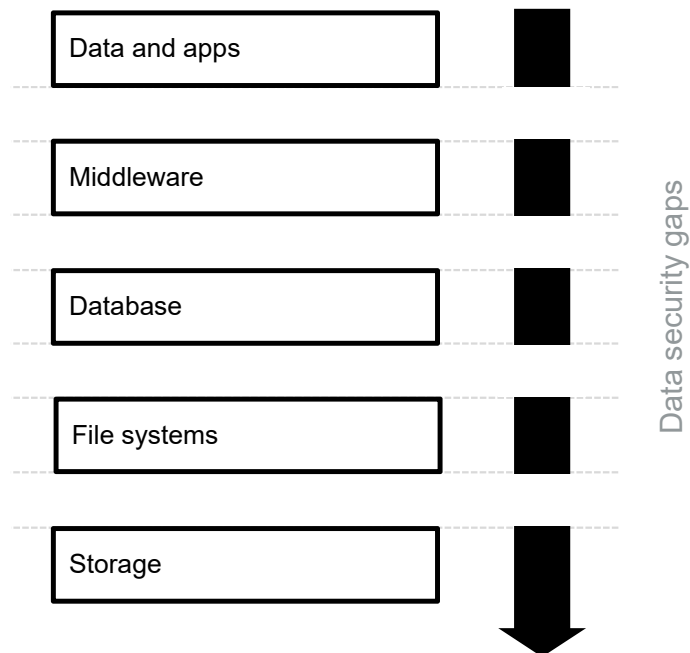 Data and apps
Middleware
Database
File systems
Storage
Data security gaps